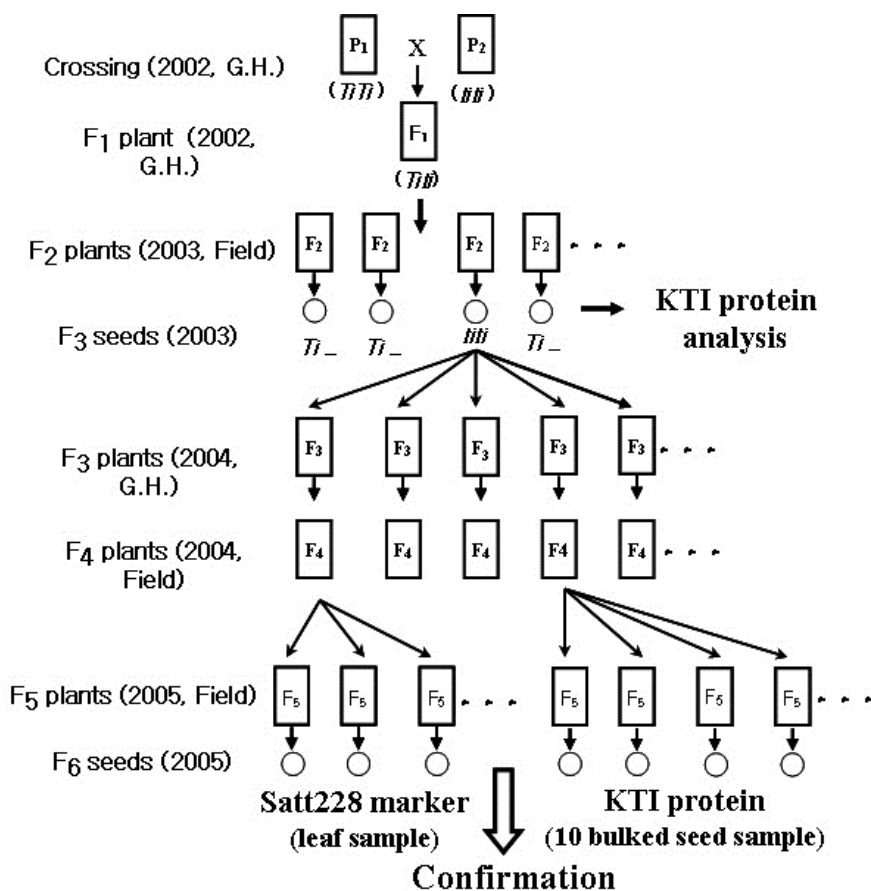 P1 X P2
Crossing (2002, G.H.)
(TiTi) (titi)
F1 plant (2002,
G.H.)
F1
(Titi)
F2 plants (2003, Field)
F2 F2 F2 F2 . . .
F3 seeds (2003)
KTI protein
analysis
Ti_ Ti_ titi Ti_
F3 plants (2004,
G.H.)
F3 F3 F3 F3 F3 . . .
F4 plants (2004,
Field)
F4 F4 F4 F4 F4 . . .
F5 plants (2005, Field)
F5 F5 F5 . . . F5 F5 F5 F5 . . .
F6 seeds (2005)
Satt228 marker
(leaf sample)
KTI protein
(10 bulked seed sample)
Confirmation